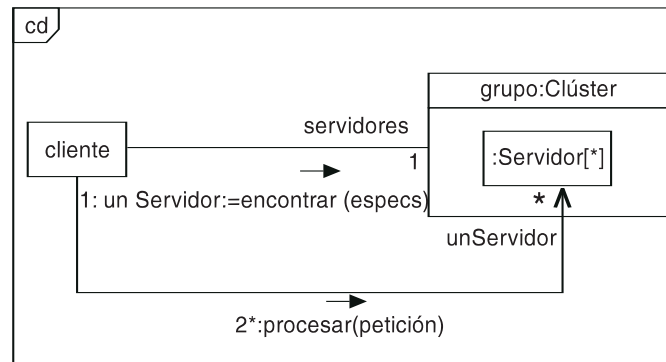 cd
grupo:Clúster
servidores
cliente
1
:Servidor[*]
1: un Servidor:=encontrar (especs)
*
unServidor
2*:procesar(petición)